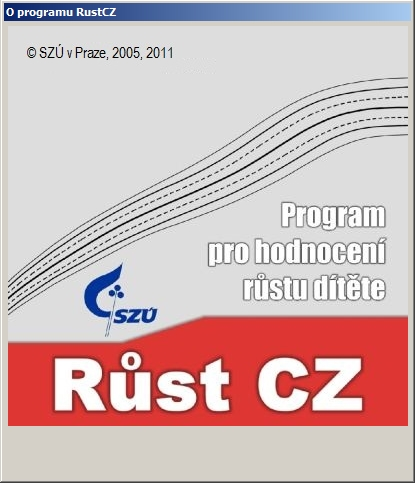 O programu RustCZ
© SZÚ v Praze, 2005, 2011
Program
pro hodnocení
růstu dítěte
SZÚ
Růst CZ